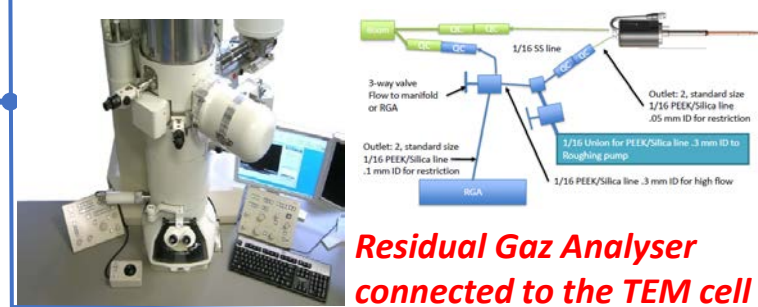 Room
QC
QC
QC
QC
1/16 SS line
QC
QC
3-way valve
Flow to manifold
or RGA
Outlet: 2, standard size
1/16 PEEK/Silica line
.05 mm ID for restriction
Outlet: 2, standard size
1/16 PEEK/Silica line
.1 mm ID for restriction
1/16 Union for PEEK/Silica line .3 mm ID to
Roughing pump
1/16 PEEK/Silica line .3 mm ID for high flow
RGA
Residual Gaz Analyser
connected to the TEM cell